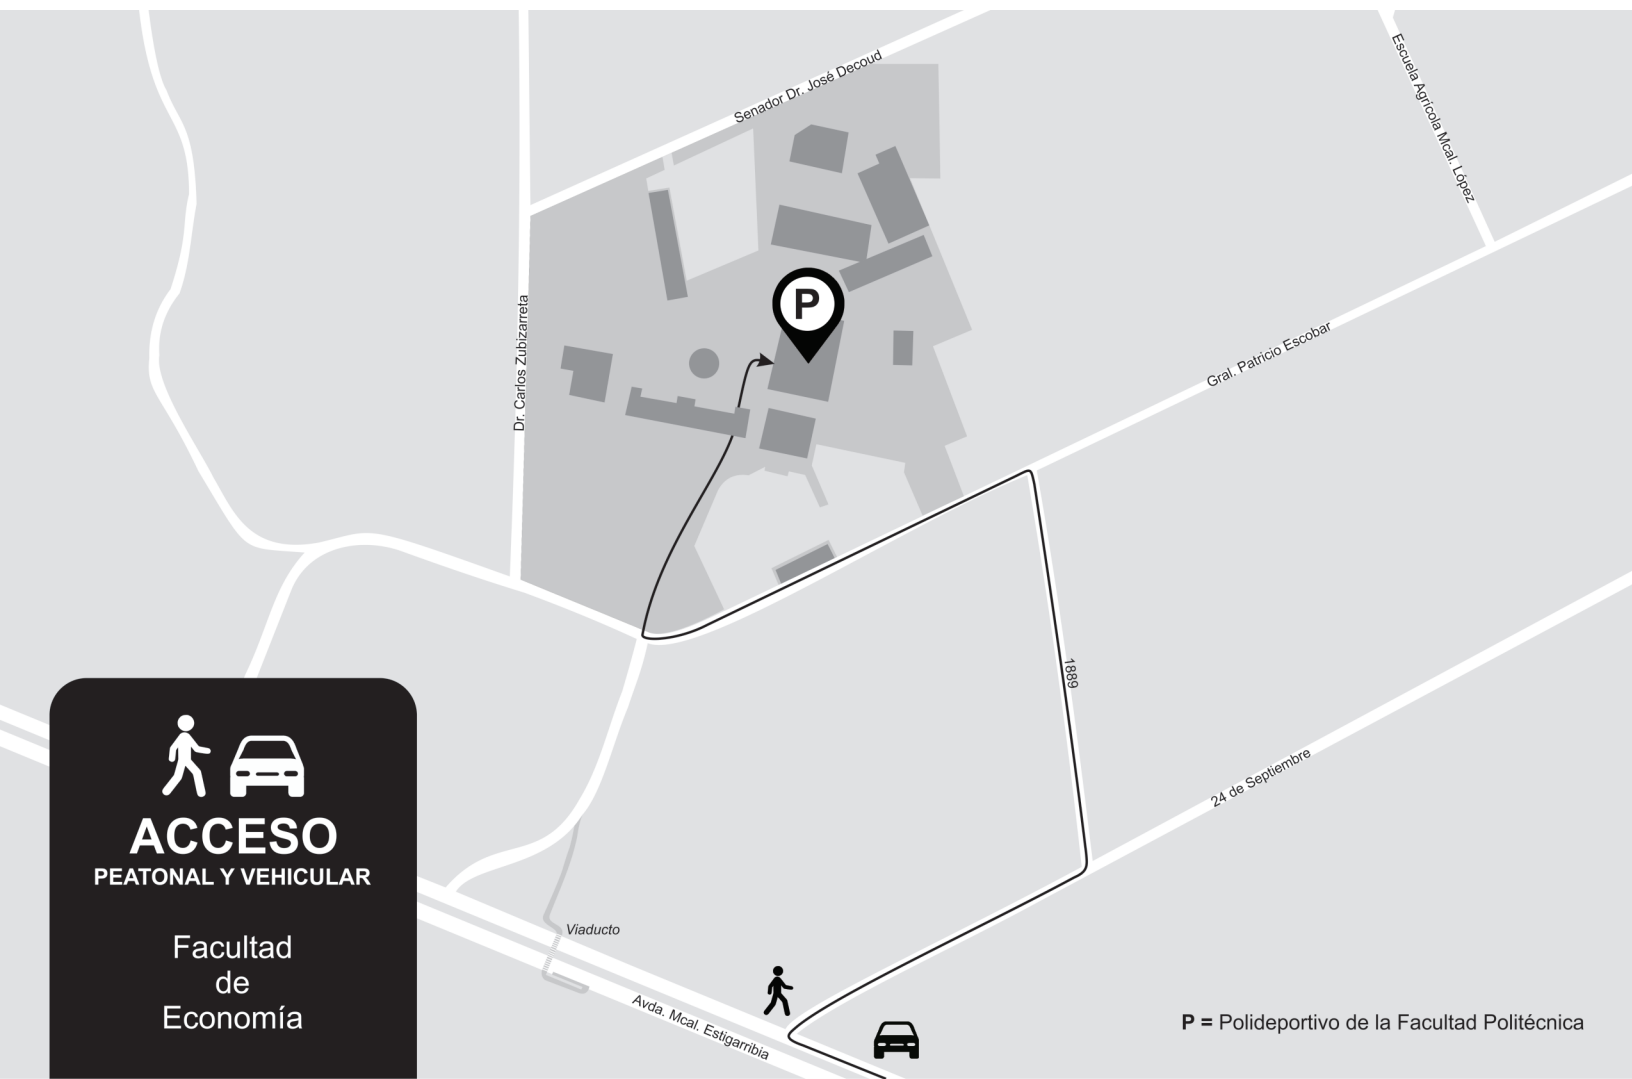 Senador Dr. José Decoud
Escuela Agrícola Mcal. López
Dr. Carlos Zubizarreta
P
Gral. Patricio Escobar
1889
24 de Septiembre
ACCESO
PEATONAL Y VEHICULAR
Facultad
de
Economía
Viaducto
Avda. Mcal. Estigarribia
P = Polideportivo de la Facultad Politécnica